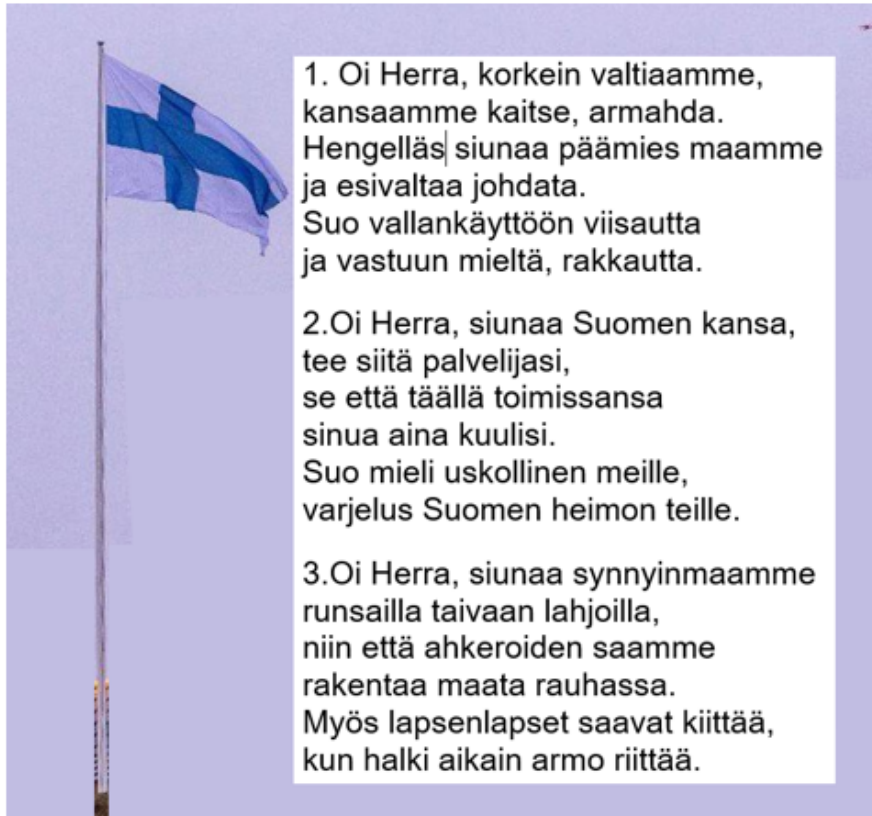 1. Oi Herra, korkein valtiaamme,
kansaamme kaitse, armahda.
Hengelläs siunaa päämies maamme
ja esivaltaa johdata.
Suo vallankäyttöön viisautta
ja vastuun mieltä, rakkautta.
2.Oi Herra, siunaa Suomen kansa,
tee siitä palvelijasi,
se että täällä toimissansa
sinua aina kuulisi.
Suo mieli uskollinen meille,
varjelus Suomen heimon teille.
3.Oi Herra, siunaa synnyinmaamme
runsailla taivaan lahjoilla,
niin että ahkeroiden saamme
rakentaa maata rauhassa.
Myös lapsenlapset saavat kiittää,
kun halki aikain armo riittää.